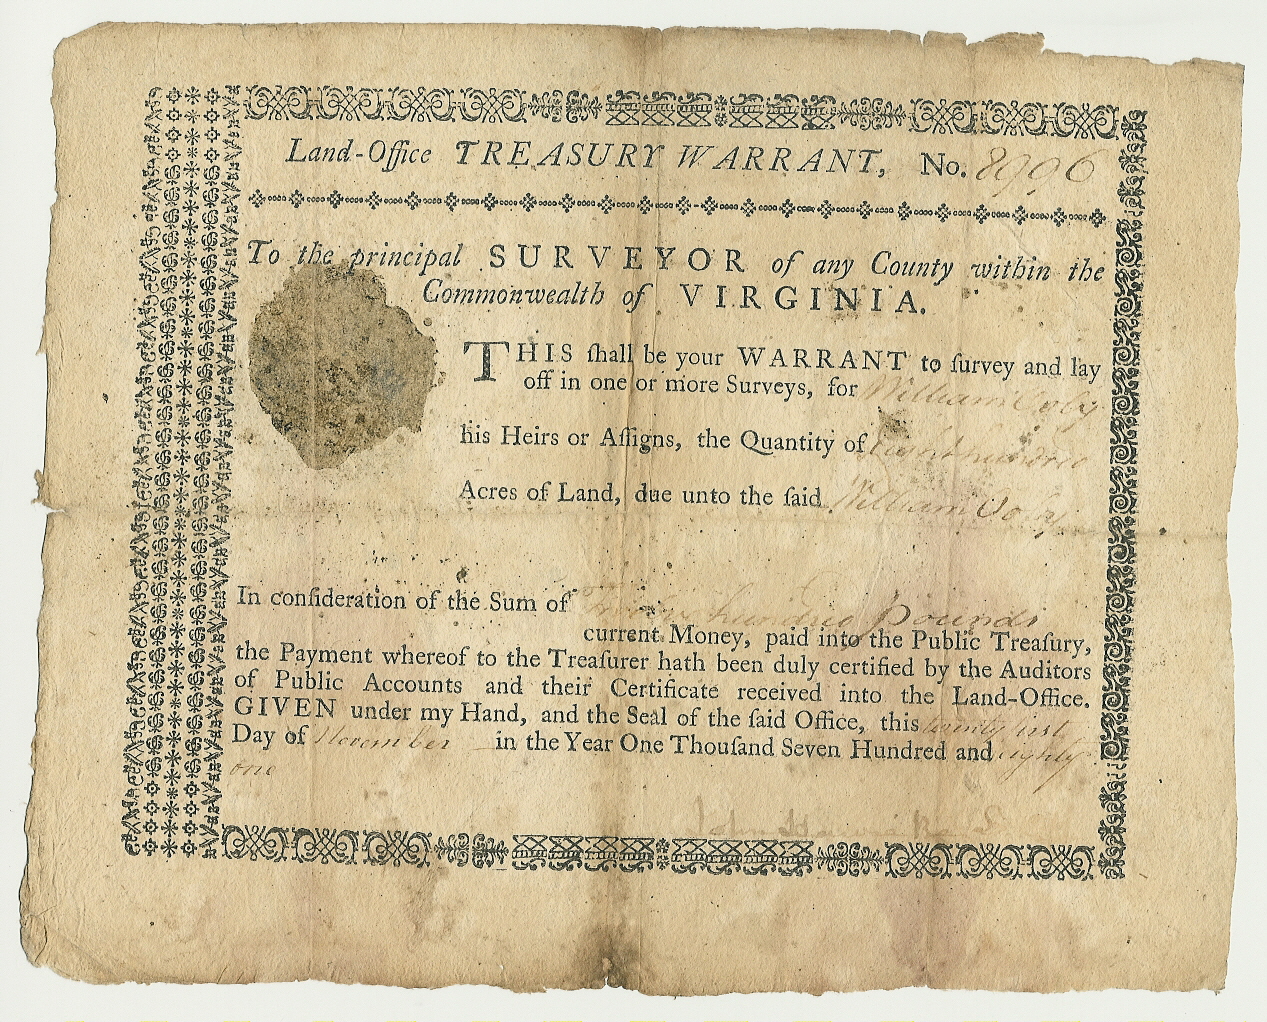 Land-Office TREASURY WARRANT, No. 8996
To the principal SURVEYOR of any County within the
Commonwealth of VIRGINIA.
THIS ſhall be your WARRANT to ſurvey and lay
off in one or more Surveys, for William
his Heirs or Aſſigns, the Quantity of Eight hundred
Acres of Land, due unto the ſaid William
In conſideration of the Sum of hundred pounds
current Money, paid into the Public Treaſury,
the Payment whereof to the Treaſurer hath been duly certified by the Auditors
of Public Accounts and their Certificate received into the Land-Office.
GIVEN under my Hand, and the Seal of the ſaid Office, this twenty first
Day of November in the Year One Thouſand Seven Hundred and eighty
one